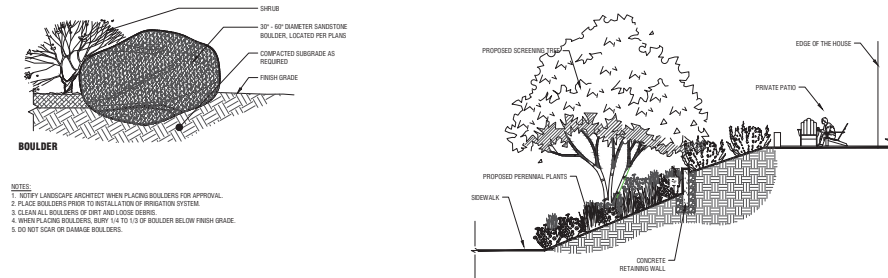 SHRUB
30" - 60" DIAMETER SANDSTONE
BOULDER, LOCATED PER PLANS
COMPACTED SUBGRADE AS
REQUIRED
FINISH GRADE
BOULDER
NOTES:
1. NOTIFY LANDSCAPE ARCHITECT WHEN PLACING BOULDERS FOR APPROVAL.
2. PLACE BOULDERS PRIOR TO INSTALLATION OF IRRIGATION SYSTEM.
3. CLEAN ALL BOULDERS OF DIRT AND LOOSE DEBRIS.
4. WHEN PLACING BOULDERS, BURY 1/4 TO 1/3 OF BOULDER BELOW FINISH GRADE.
5. DO NOT SCAR OR DAMAGE BOULDERS.
PROPOSED SCREENING TREE
EDGE OF THE HOUSE
PRIVATE PATIO
PROPOSED PERENNIAL PLANTS
SIDEWALK
CONCRETE
RETAINING WALL